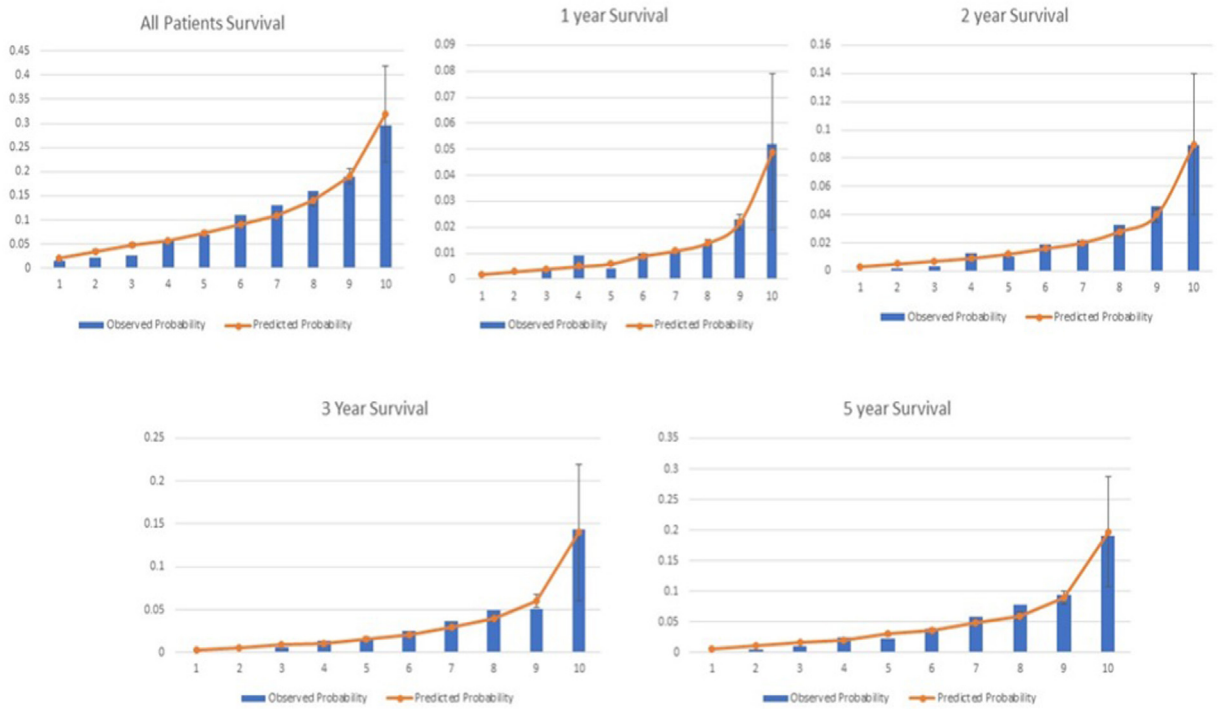 All Patients Survival
0.45
0.4
0.35
0.3
0.25
0.2
0.15
0.1
0.05
0
1 2 3 4 5 6 7 8 9 10
Observed Probability Predicted Probability
1 year Survival
0.09
0.08
0.07
0.06
0.05
0.04
0.03
0.02
0.01
0
1 2 3 4 5 6 7 8 9 10
Observed Probability Predicted Probability
2 year Survival
0.16
0.14
0.12
0.1
0.08
0.06
0.04
0.02
0
1 2 3 4 5 6 7 8 9 10
Observed Probability Predicted Probability
3 Year Survival
0.25
0.2
0.15
0.1
0.05
0
1 2 3 4 5 6 7 8 9 10
Observed Probability Predicted Probability
5 year Survival
0.35
0.3
0.25
0.2
0.15
0.1
0.05
0
1 2 3 4 5 6 7 8 9 10
Observed Probability Predicted Probability